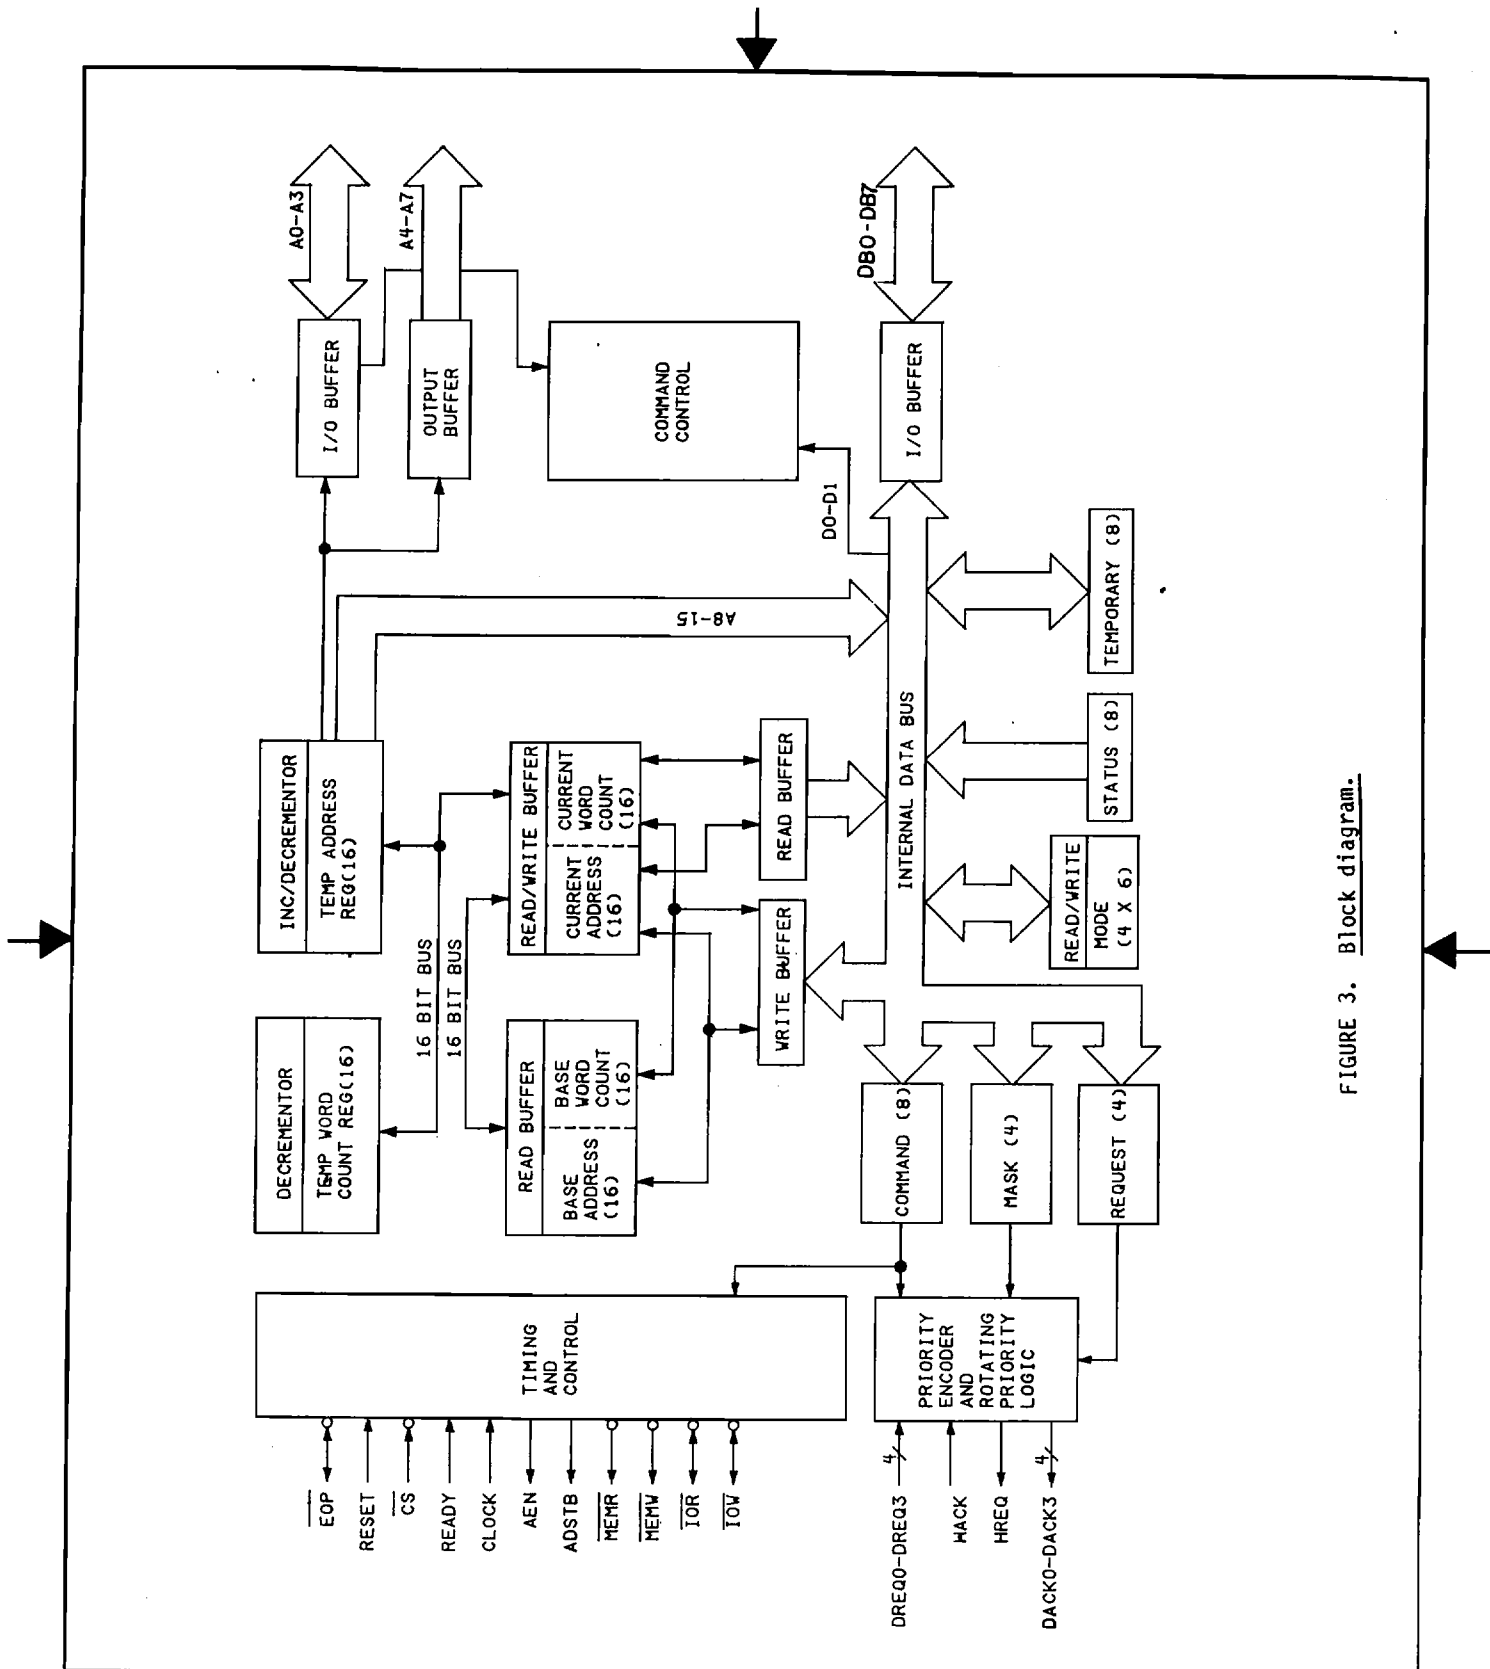 DECREMENTOR
TEMP WORD
COUNT REG(16)
INC/DECREMENTOR
TEMP ADDRESS
REG(16)
I/O BUFFER
A0-A3
OUTPUT
BUFFER
A4-A7
16 BIT BUS
16 BIT BUS
READ BUFFER
BASE
ADDRESS
(16)
BASE
WORD
COUNT
(16)
READ/WRITE BUFFER
CURRENT
ADDRESS
(16)
CURRENT
WORD
COUNT
(16)
A8-15
COMMAND
CONTROL
WRITE BUFFER
READ BUFFER
D0-D1
INTERNAL DATA BUS
I/O BUFFER
DB0-DB7
EOP
RESET
CS
READY
CLOCK
AEN
ADSTB
MEMR
MEMW
IOR
IOW
TIMING
AND
CONTROL
DREQ0-DREQ3
4
HACK
HREQ
DACK0-DACK3
4
PRIORITY
ENCODER
AND
ROTATING
PRIORITY
LOGIC
COMMAND (8)
MASK (4)
REQUEST (4)
READ/WRITE
MODE
(4 X 6)
STATUS (8)
TEMPORARY (8)
FIGURE 3. Block diagram.